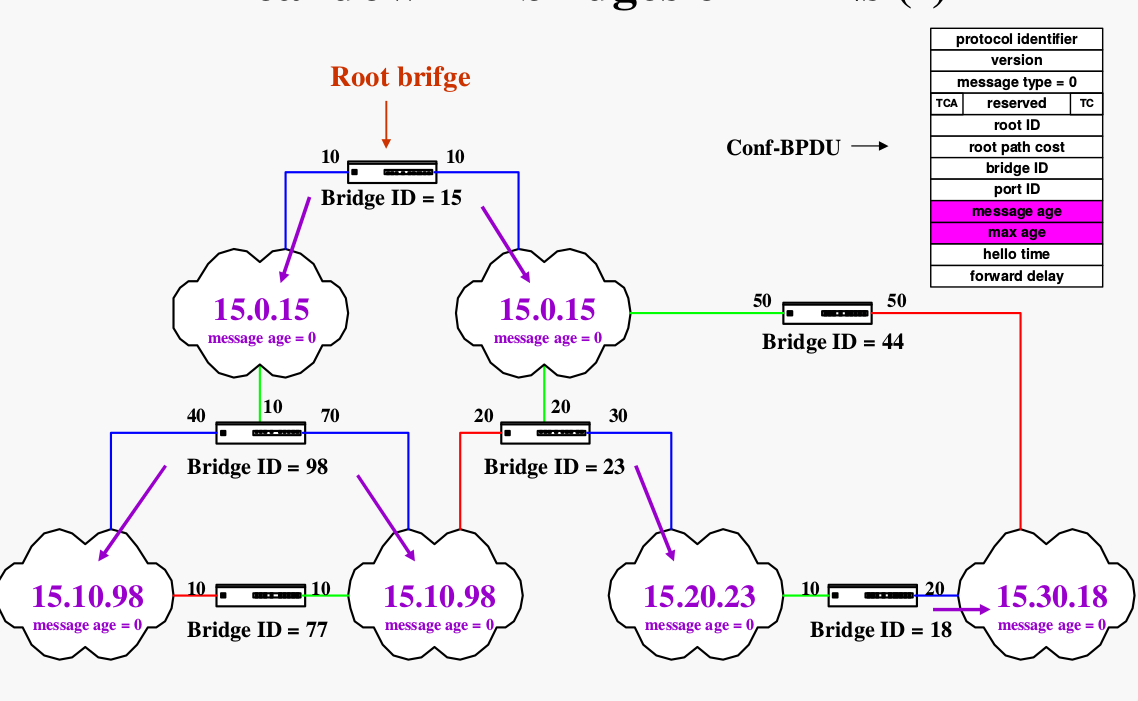 Root brifge
10 10
Bridge ID = 15
Conf-BPDU
protocol identifier
version
message type = 0
TCA reserved TC
root ID
root path cost
bridge ID
port ID
message age
max age
hello time
forward delay
15.0.15
message age = 0
15.0.15
message age = 0
50 50
Bridge ID = 44
40 10 70
Bridge ID = 98
20 20 30
Bridge ID = 23
15.10.98
message age = 0
10 10
Bridge ID = 77
15.10.98
message age = 0
15.20.23
message age = 0
10 20
Bridge ID = 18
15.30.18
message age = 0